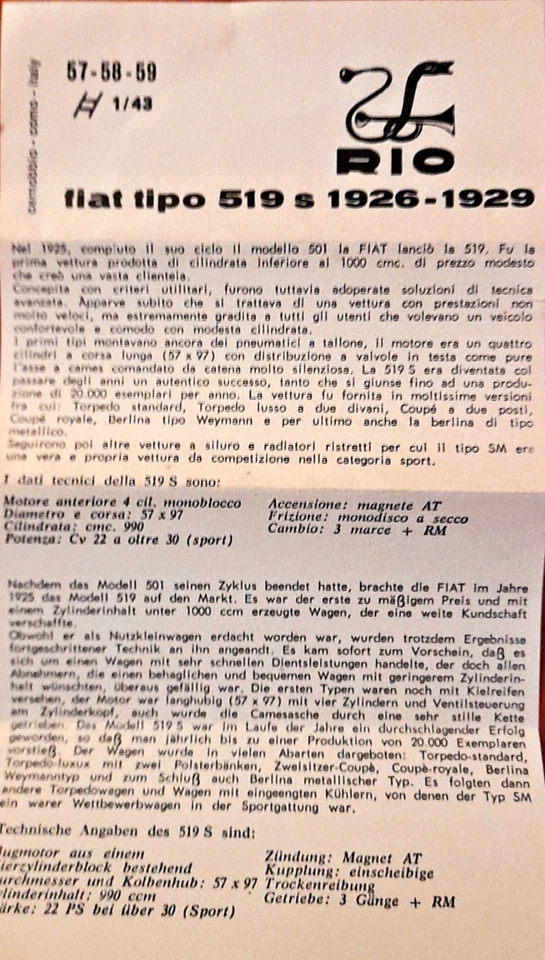 57-58-59
1/43
cernobbio - como - italy
RIO
fiat tipo 519 s 1926-1929
Nel 1925, compiuto il suo ciclo il modello 501 la FIAT lanciò la 519. Fu la
prima vettura prodotta di cilindrata inferiore ai 1000 cmc. di prezzo modesto
che creò una vasta clientela.
Concepita con criteri utilitari, furono tuttavia adoperate soluzioni di tecnica
avanzata. Apparve subito che si trattava di una vettura con prestazioni non
molto veloci, ma estremamente gradita a tutti gli utenti che volevano un veicolo
confortevole e comodo con modesta cilindrata.
I primi tipi montavano ancora dei pneumatici a tallone, il motore era un quattro
cilindri a corsa lunga (57 x 97) con distribuzione a valvole in testa come pure
l'asse a cames comandato da catena molto silenziosa. La 519 S era diventata col
passare degli anni un autentico successo, tanto che si giunse fino ad una produ-
zione di 20.000 esemplari per anno. La vettura fu fornita in moltissime versioni
fra cui: Torpedo standard, Torpedo lusso a due divani, Coupé a due posti,
Coupé royale, Berlina tipo Weymann e per ultimo anche la berlina di tipo
metallico.
Seguirono poi altre vetture a siluro e radiatori ristretti per cui il tipo SM era
una vera e propria vettura da competizione nella categoria sport.
I dati tecnici della 519 S sono:
Motore anteriore 4 cil. monoblocco
Diametro e corsa: 57 x 97
Cilindrata: cmc. 990
Potenza: Cv 22 a oltre 30 (sport)
Accensione: magnete AT
Frizione: monodisco a secco
Cambio: 3 marce + RM
Nachdem das Modell 501 seinen Zyklus beendet hatte, brachte die FIAT im Jahre
1925 das Modell 519 auf den Markt. Es war der erste zu mäßigem Preis und mit
einem Zylinderinhalt unter 1000 ccm erzeugte Wagen, der eine weite Kundschaft
verschaffte.
Obwohl er als Nutzkleinwagen erdacht worden war, wurden trotzdem Ergebnisse
fortgeschrittener Technik an ihn angeandt. Es kam sofort zum Vorschein, daß es
sich um einen Wagen mit sehr schnellen Dientsleistungen handelte, der doch allen
Abnehmern, die einen behaglichen und bequemen Wagen mit geringerem Zylinderin-
halt wünschten, überaus gefällig war. Die ersten Typen waren noch mit Kielreifen
versehen, der Motor war langhubig (57 x 97) mit vier Zylindern und Ventilsteuerung
am Zylinderkopf, auch wurde die Camesasche durch eine sehr stille Kette
getrieben. Das Modell 519 S war im Laufe der Jahre ein durchschlagender Erfolg
geworden, so daß man jährlich bis zu einer Produktion von 20.000 Exemplaren
vorstieß. Der Wagen wurde in vielen Abarten dargeboten: Torpedo-standard,
Torpedo-luxux mit zwei Polsterbänken, Zweisitzer-Coupè, Coupè-royale, Berlina
Weymanntyp und zum Schluß auch Berlina metallischer Typ. Es folgten dann
andere Torpedowagen und Wagen mit eingeengten Kühlern, von denen der Typ SM
ein warer Wettbewerbwagen in der Sportgattung war.
Technische Angaben des 519 S sind:
Bugmotor aus einem
Vierzylinderblock bestehend
Durchmesser und Kolbenhub: 57 x 97
Zylinderinhalt: 990 ccm
Stärke: 22 PS bei über 30 (Sport)
Zündung: Magnet AT
Kupplung: einscheibige
Trockenreibung
Getriebe: 3 Gänge + RM